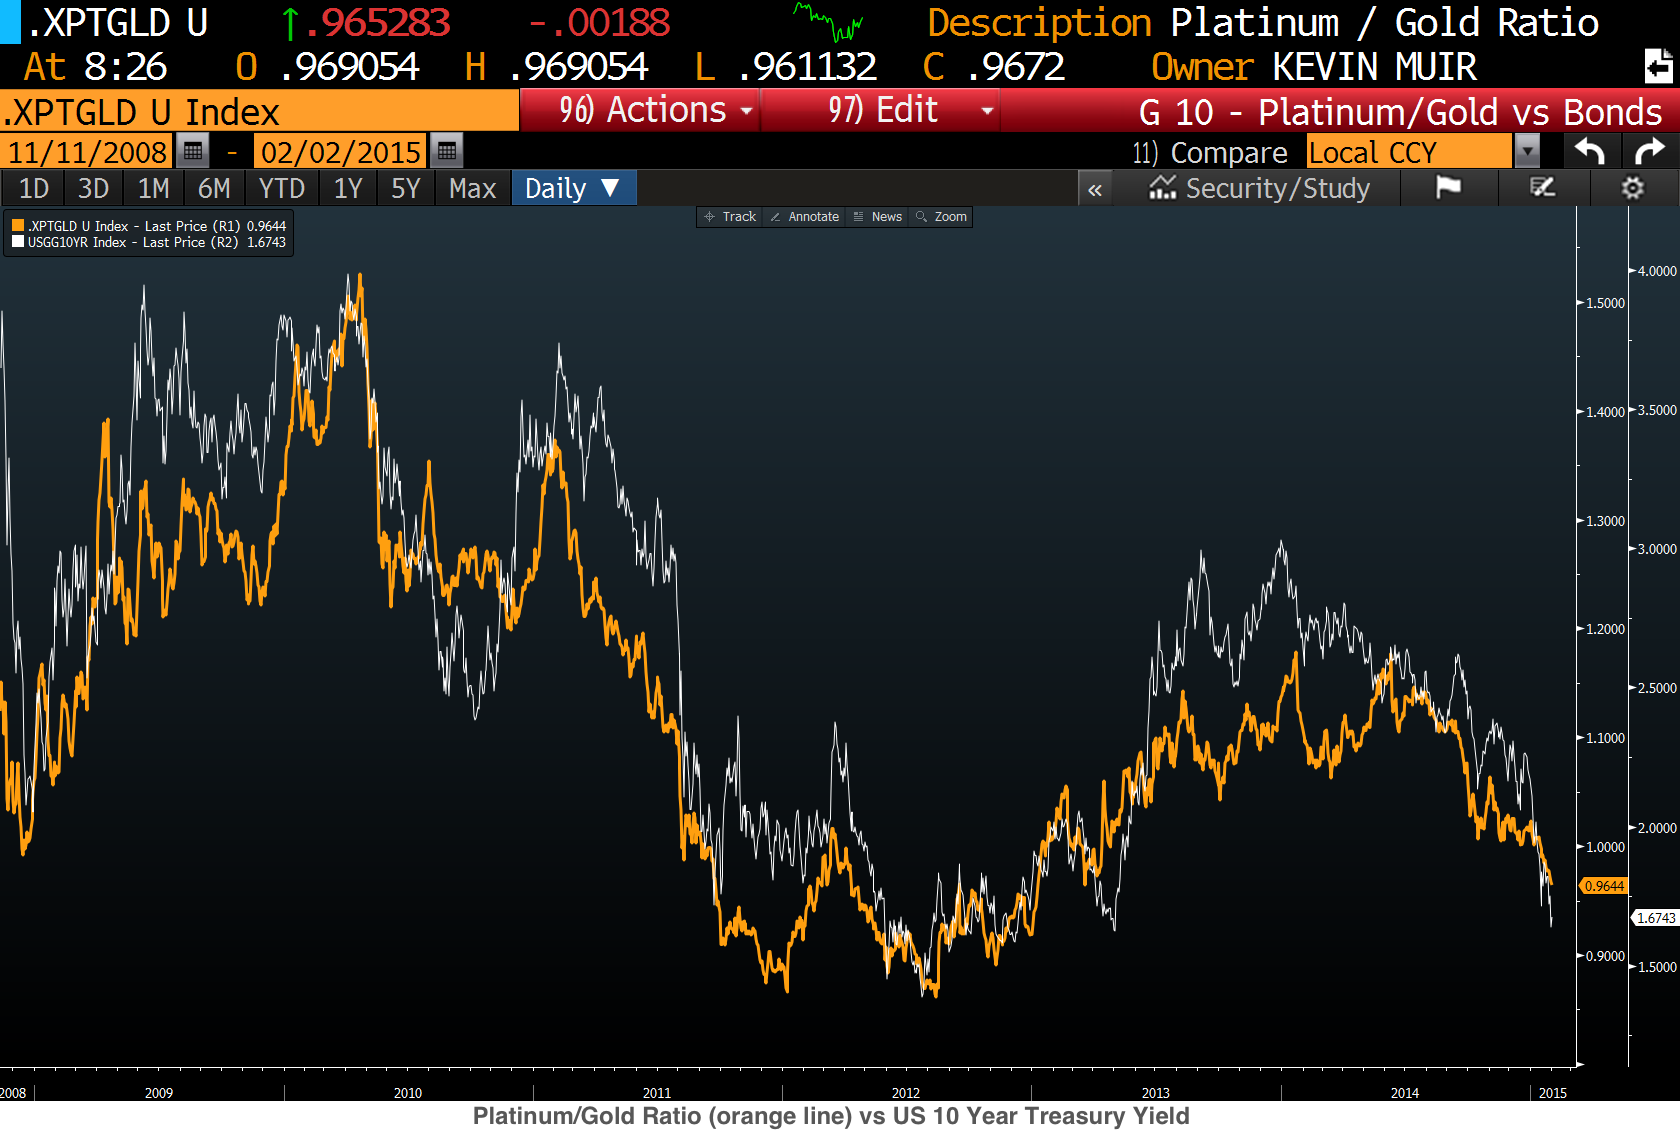 .XPTGLD U ↑.965283 -.00188 Description Platinum / Gold Ratio
At 8:26 O .969054 H .969054 L .961132 C .9672 Owner KEVIN MUIR
.XPTGLD U Index 96) Actions 97) Edit G 10 - Platinum/Gold vs Bonds
11/11/2008 - 02/02/2015 11) Compare Local CCY
1D 3D 1M 6M YTD 1Y 5Y Max Daily ▼ « Security/Study
Track Annotate News Zoom
.XPTGLD U Index - Last Price (R1) 0.9644
USGG10YR Index - Last Price (R2) 1.6743
4.0000
1.5000
1.4000 3.5000
1.3000
3.0000
1.2000
2.5000
1.1000
2.0000
1.0000
0.9644
1.6743
0.9000
1.5000
2008 2009 2010 2011 2012 2013 2014 2015
Platinum/Gold Ratio (orange line) vs US 10 Year Treasury Yield